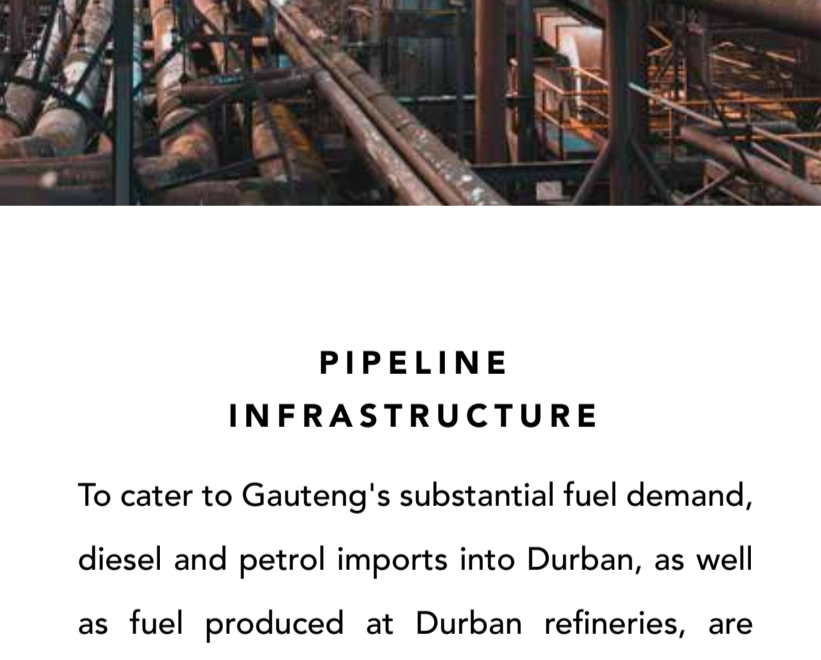 PIPELINE
INFRASTRUCTURE
To cater to Gauteng's substantial fuel demand,
diesel and petrol imports into Durban, as well
as fuel produced at Durban refineries, are